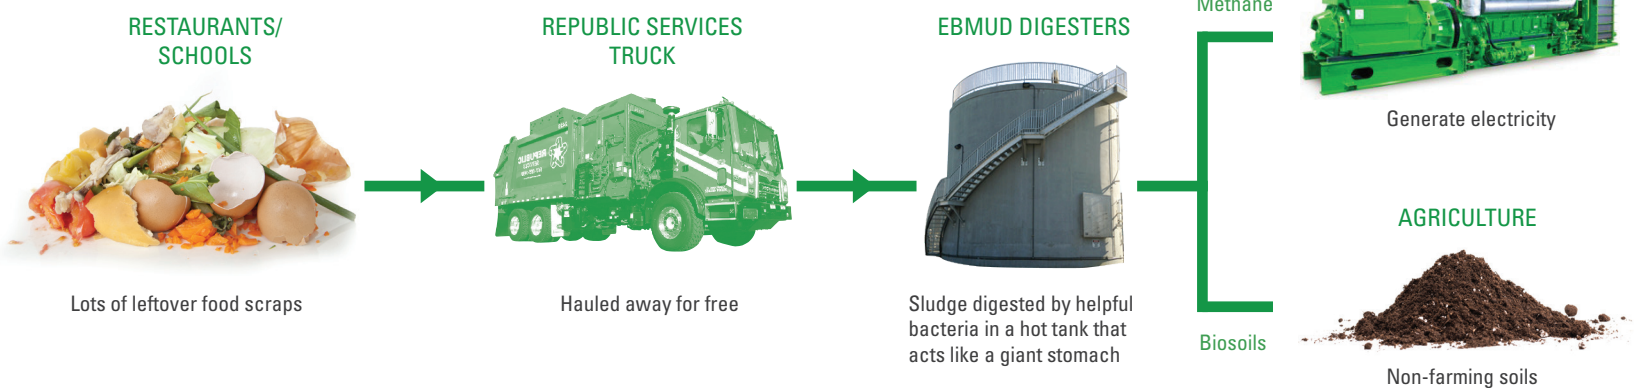 RESTAURANTS/
SCHOOLS
Lots of leftover food scraps
REPUBLIC SERVICES
TRUCK
REPUBLIC
Hauled away for free
EBMUD DIGESTERS
Sludge digested by helpful
bacteria in a hot tank that
acts like a giant stomach
Methane
Generate electricity
AGRICULTURE
Biosoils
Non-farming soils